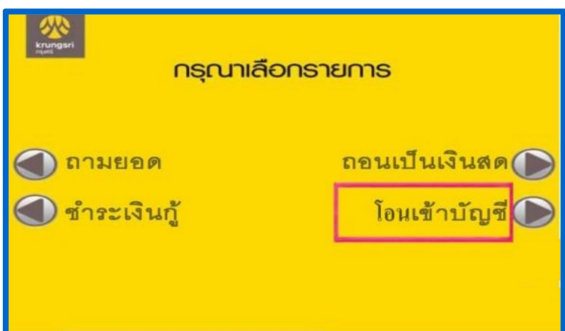 krungsri
กรุงศรี
กรุณาเลือกรายการ
ถามยอด
ถอนเป็นเงินสด
ชำระเงินกู้
โอนเข้าบัญชี